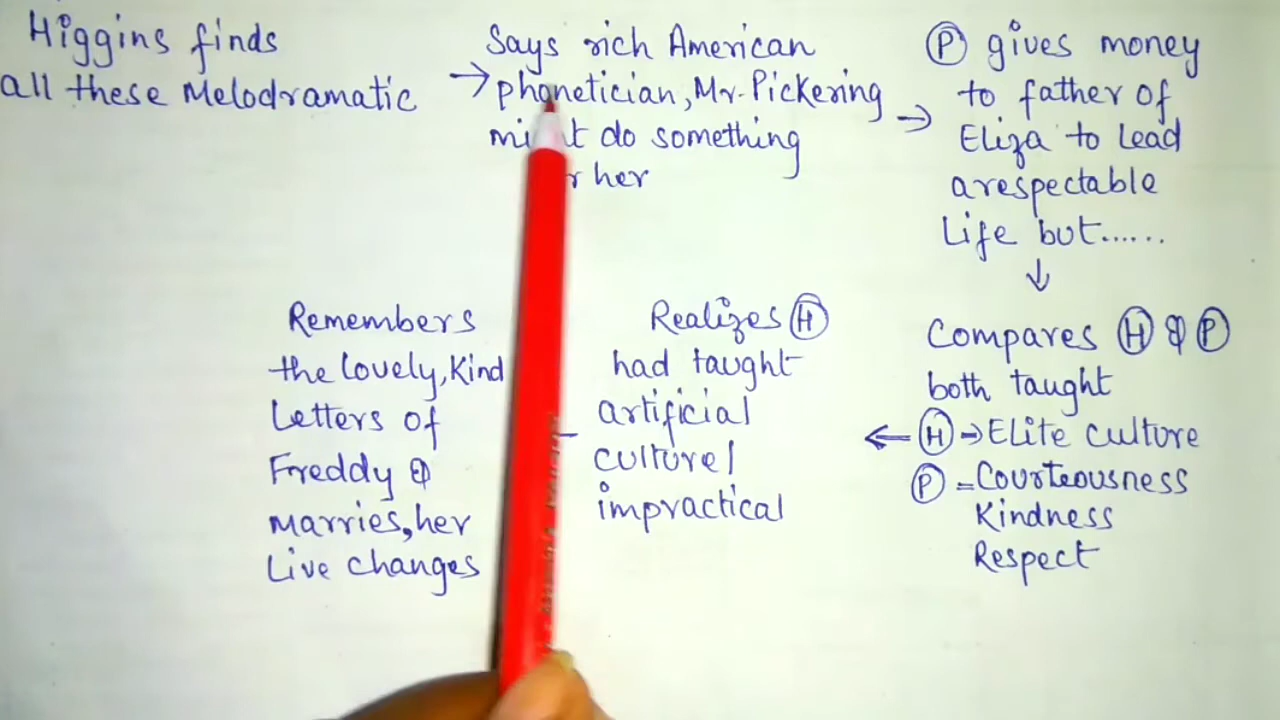 Higgins finds
all these Melodramatic
→ Says rich American
phonetician, Mr. Pickering
do something
her
→ Ⓟ gives money
to father of
Eliza to Lead
a respectable
Life but......
↓
Compares Ⓗ & Ⓟ
both taught
← Ⓗ → Elite culture
Ⓟ = Courteousness
Kindness
Respect
Realizes Ⓗ
had taught
artificial
culture/
impractical
Remembers
the lovely, Kind
Letters of
Freddy &
marries, her
Live changes